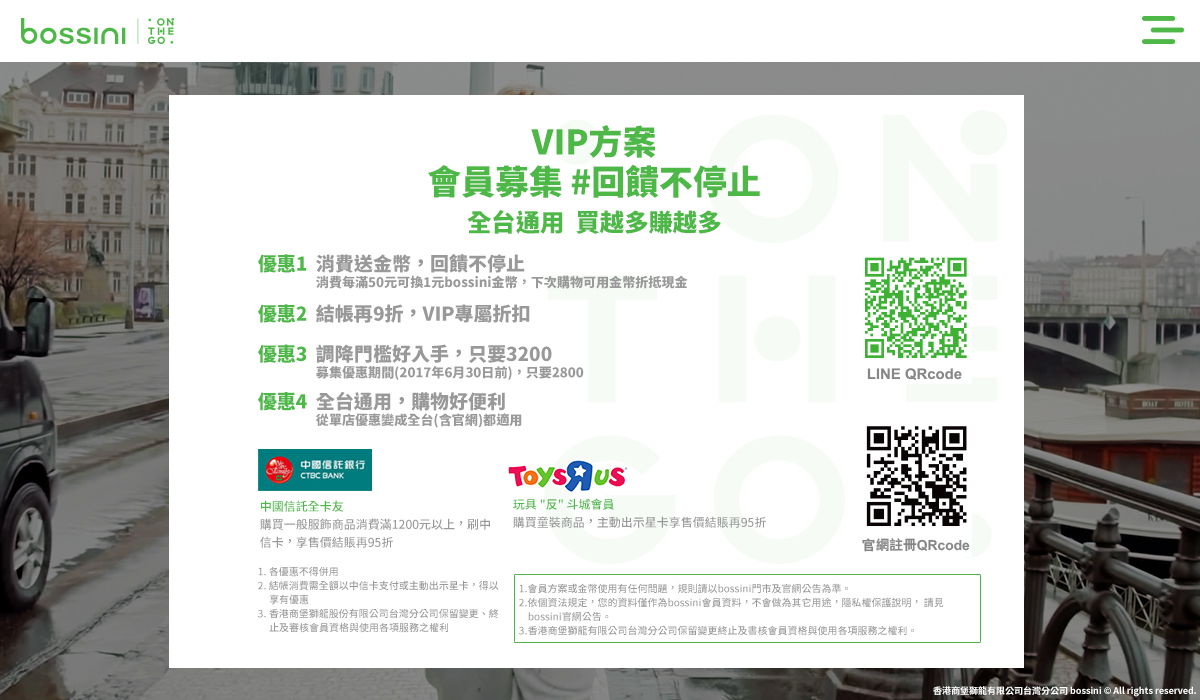 bossini
ON
THE
GO
VIP方案
會員募集 #回饋不停止
全台通用 買越多賺越多
優惠1 消費送金幣，回饋不停止
消費每滿50元可換1元bossini金幣，下次購物可用金幣折抵現金
優惠2 結帳再9折，VIP專屬折扣
優惠3 調降門檻好入手，只要3200
募集優惠期間(2017年6月30日前)，只要2800
優惠4 全台通用，購物好便利
從單店優惠變成全台(含官網)都適用
LINE QRcode
官網註冊QRcode
中國信託銀行
CTBC BANK
中國信託全卡友
購買一般服飾商品消費滿1200元以上，刷中
信卡，享售價結賬再95折
TOYSRUS
玩具 "反" 斗城會員
購買童裝商品，主動出示星卡享售價結賬再95折
1. 各優惠不得併用
2. 結帳消費需全額以中信卡支付或主動出示星卡，得以
享有優惠
3. 香港商堡獅龍股份有限公司台灣分公司保留變更、終
止及審核會員資格與使用各項服務之權利
1.會員方案或金幣使用有任何問題，規則請以bossini門市及官網公告為準。
2.依個資法規定，您的資料僅作為bossini會員資料，不會做為其它用途，隱私權保護說明， 請見
bossini官網公告。
3.香港商堡獅龍有限公司台灣分公司保留變更終止及審核會員資格與使用各項服務之權利。
香港商堡獅龍有限公司台灣分公司 bossini © All rights reserved.